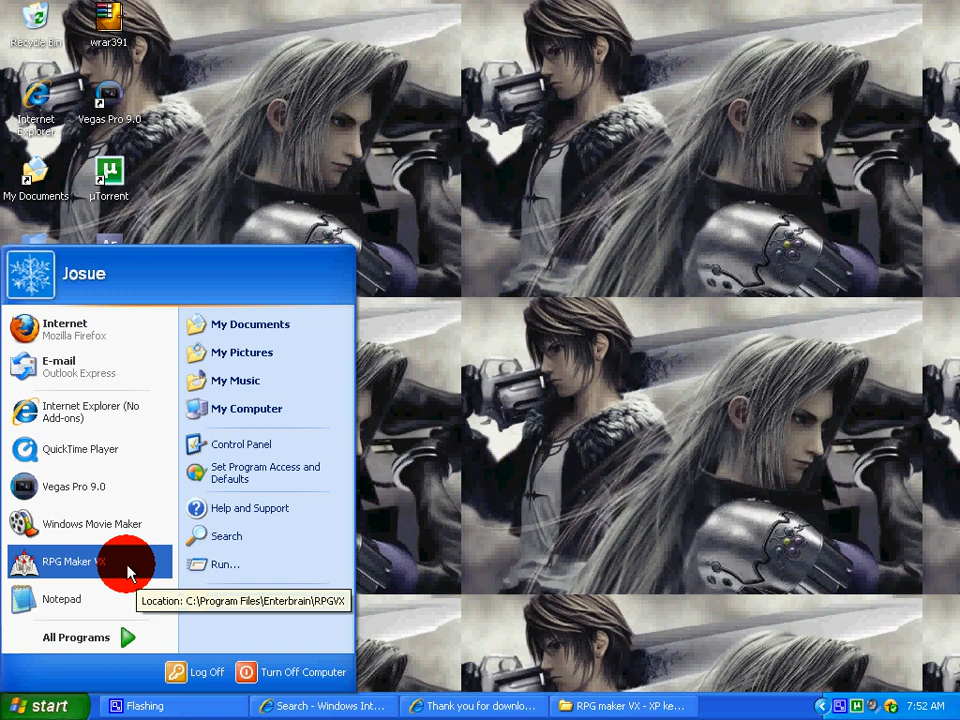 Recycle Bin
wrar391
Internet
Explorer
Vegas Pro 9.0
My Documents
µTorrent
Josue
Internet
Mozilla Firefox
E-mail
Outlook Express
Internet Explorer (No
Add-ons)
QuickTime Player
Vegas Pro 9.0
Windows Movie Maker
RPG Maker VX
Notepad
All Programs
My Documents
My Pictures
My Music
My Computer
Control Panel
Set Program Access and
Defaults
Help and Support
Search
Run...
Location: C:\Program Files\Enterbrain\RPGVX
Log Off
Turn Off Computer
start
Flashing
Search - Windows Int...
Thank you for downlo...
RPG maker VX - XP ke...
7:52 AM